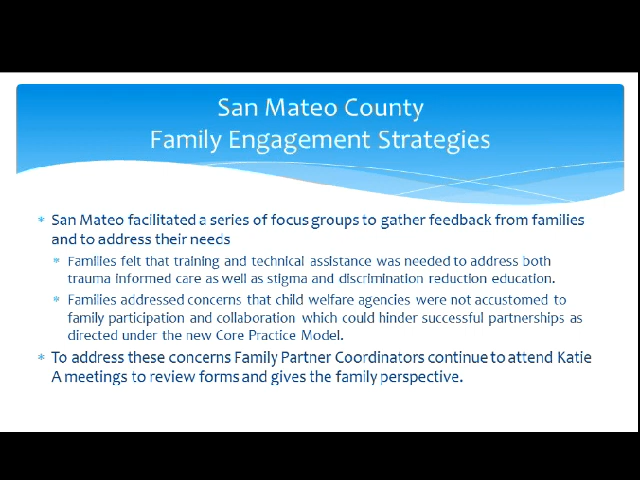 San Mateo County
Family Engagement Strategies
* San Mateo facilitated a series of focus groups to gather feedback from families
and to address their needs
* Families felt that training and technical assistance was needed to address both
trauma informed care as well as stigma and discrimination reduction education.
* Families addressed concerns that child welfare agencies were not accustomed to
family participation and collaboration which could hinder successful partnerships as
directed under the new Core Practice Model.
* To address these concerns Family Partner Coordinators continue to attend Katie
A meetings to review forms and gives the family perspective.